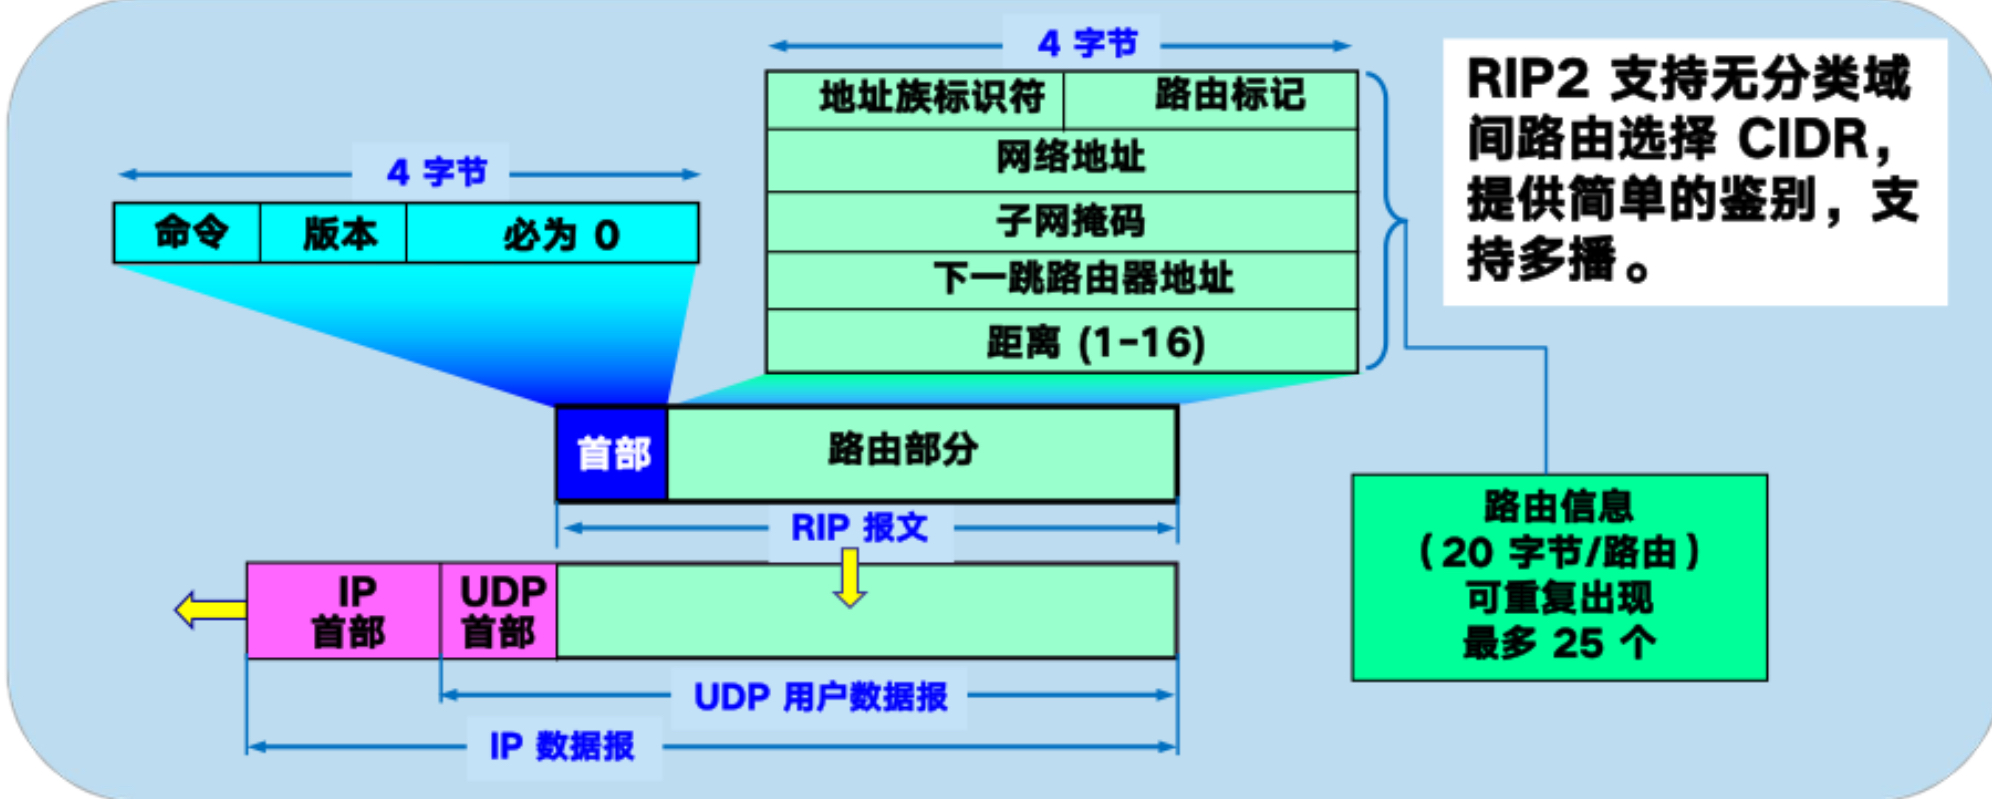 4 字节
地址族标识符 路由标记
网络地址
子网掩码
下一跳路由器地址
距离 (1-16)
RIP2 支持无分类域
间路由选择 CIDR，
提供简单的鉴别，支
持多播。
4 字节
命令 版本 必为 0
首部 路由部分
RIP 报文
路由信息
（20 字节/路由）
可重复出现
最多 25 个
IP
首部
UDP
首部
UDP 用户数据报
IP 数据报